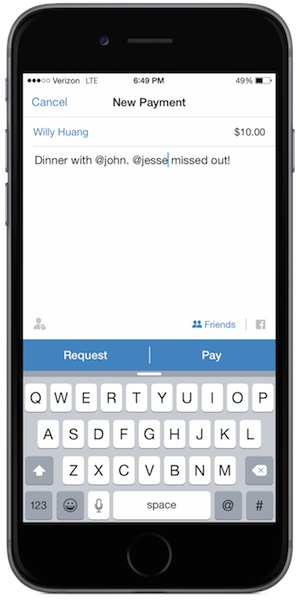 Verizon LTE 6:49 PM 49%
Cancel New Payment
Willy Huang $10.00
Dinner with @john. @jesse missed out!
Friends
Request Pay
Q W E R T Y U I O P
A S D F G H J K L
Z X C V B N M
123 space @ #